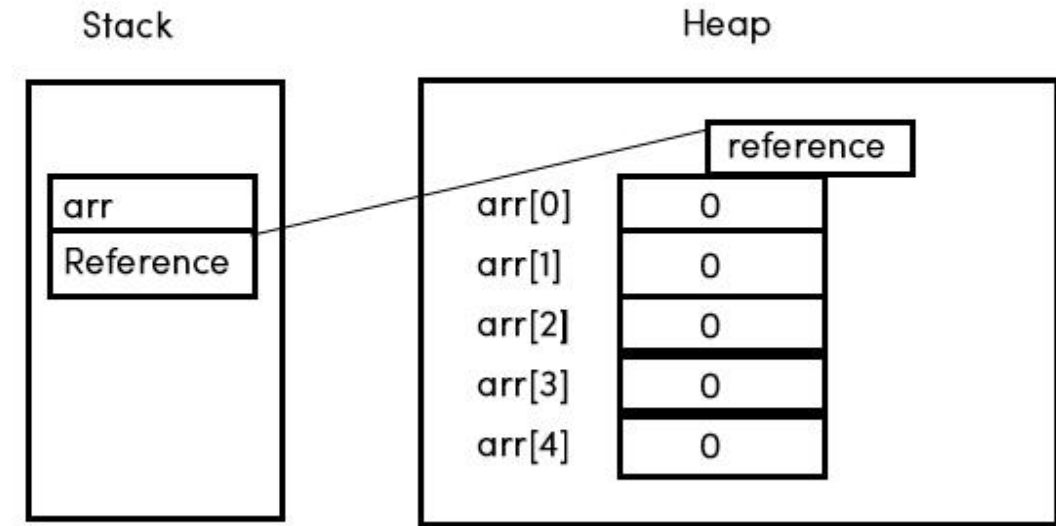 Stack
Heap
reference
arr
arr[0]
0
Reference
arr[1]
0
arr[2]
0
arr[3]
0
arr[4]
0